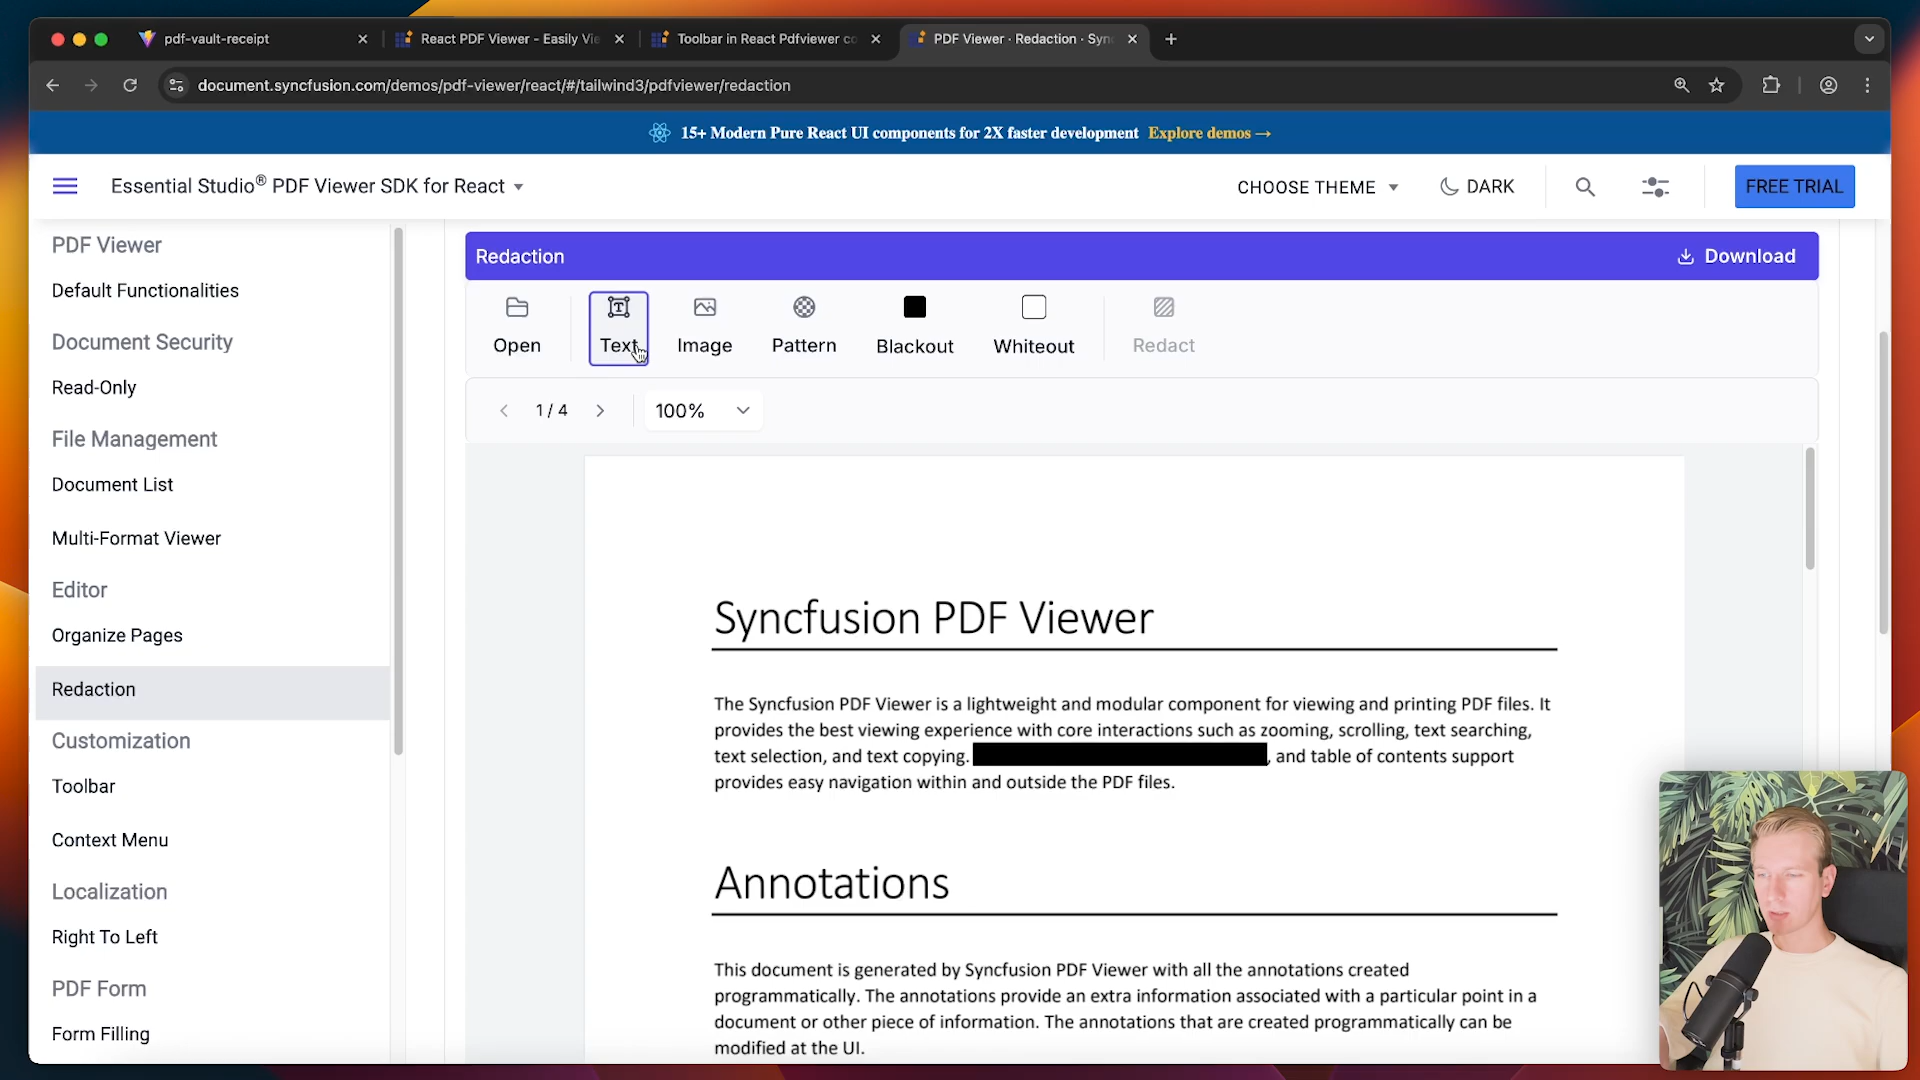 pdf-vault-receipt
React PDF Viewer - Easily Vie
Toolbar in React Pdfviewer co
PDF Viewer · Redaction · Syn
document.syncfusion.com/demos/pdf-viewer/react/#/tailwind3/pdfviewer/redaction
15+ Modern Pure React UI components for 2X faster development Explore demos →
Essential Studio® PDF Viewer SDK for React
CHOOSE THEME
DARK
FREE TRIAL
PDF Viewer
Default Functionalities
Document Security
Read-Only
File Management
Document List
Multi-Format Viewer
Editor
Organize Pages
Redaction
Customization
Toolbar
Context Menu
Localization
Right To Left
PDF Form
Form Filling
Redaction
Download
Open
Text
Image
Pattern
Blackout
Whiteout
Redact
1 / 4
100%
Syncfusion PDF Viewer
The Syncfusion PDF Viewer is a lightweight and modular component for viewing and printing PDF files. It
provides the best viewing experience with core interactions such as zooming, scrolling, text searching,
text selection, and text copying. , and table of contents support
provides easy navigation within and outside the PDF files.
Annotations
This document is generated by Syncfusion PDF Viewer with all the annotations created
programmatically. The annotations provide an extra information associated with a particular point in a
document or other piece of information. The annotations that are created programmatically can be
modified at the UI.